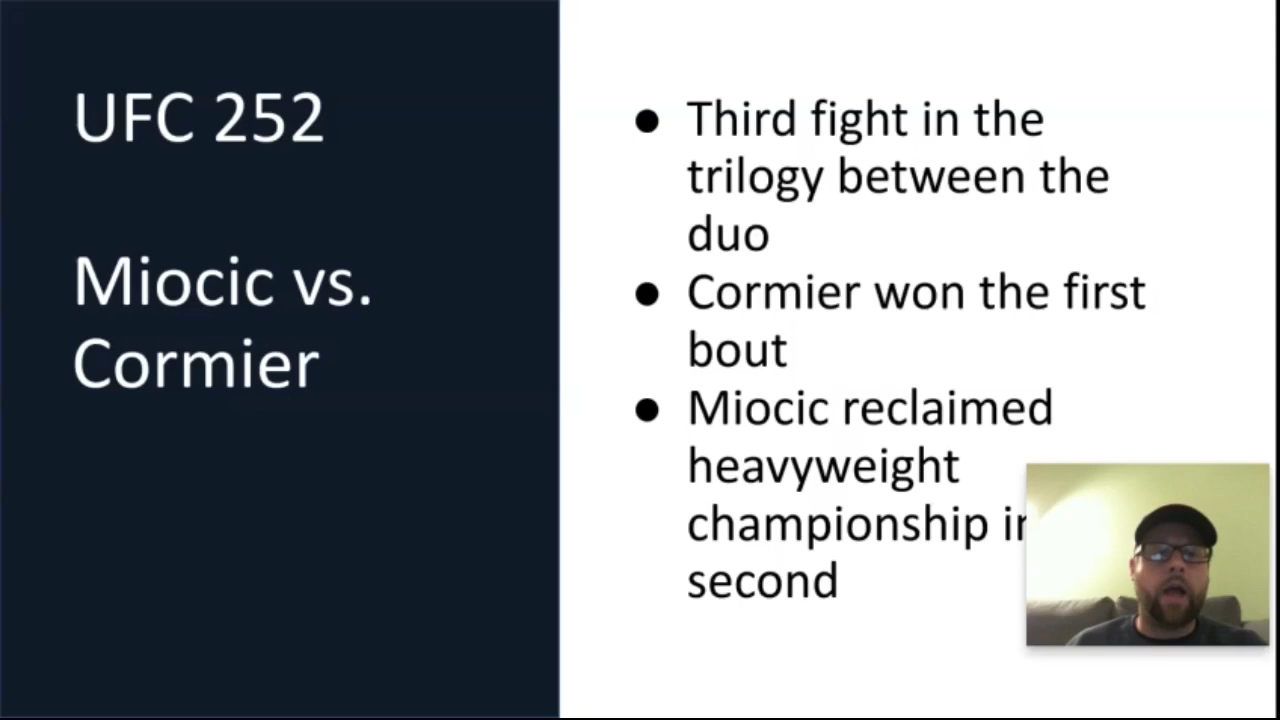 UFC 252
Miocic vs.
Cormier
● Third fight in the
trilogy between the
duo
● Cormier won the first
bout
● Miocic reclaimed
heavyweight
championship
second